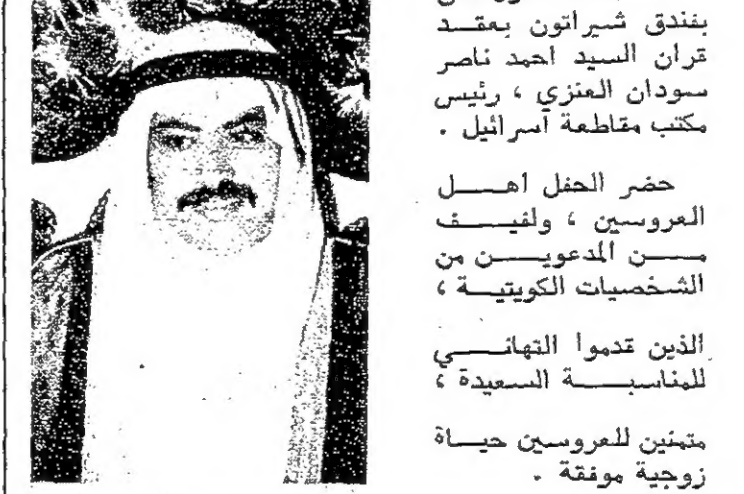 بفندق شيراتون بعقد
قران السيد احمد ناصر
سودان العنزي ، رئيس
مكتب مقاطعة اسرائيل .
حضر الحفل اهل
العروسين ، ولفيف
من المدعوين من
الشخصيات الكويتية ،
الذين قدموا التهاني
للمناسبة السعيدة ،
متمنين للعروسين حياة
زوجية موفقة .